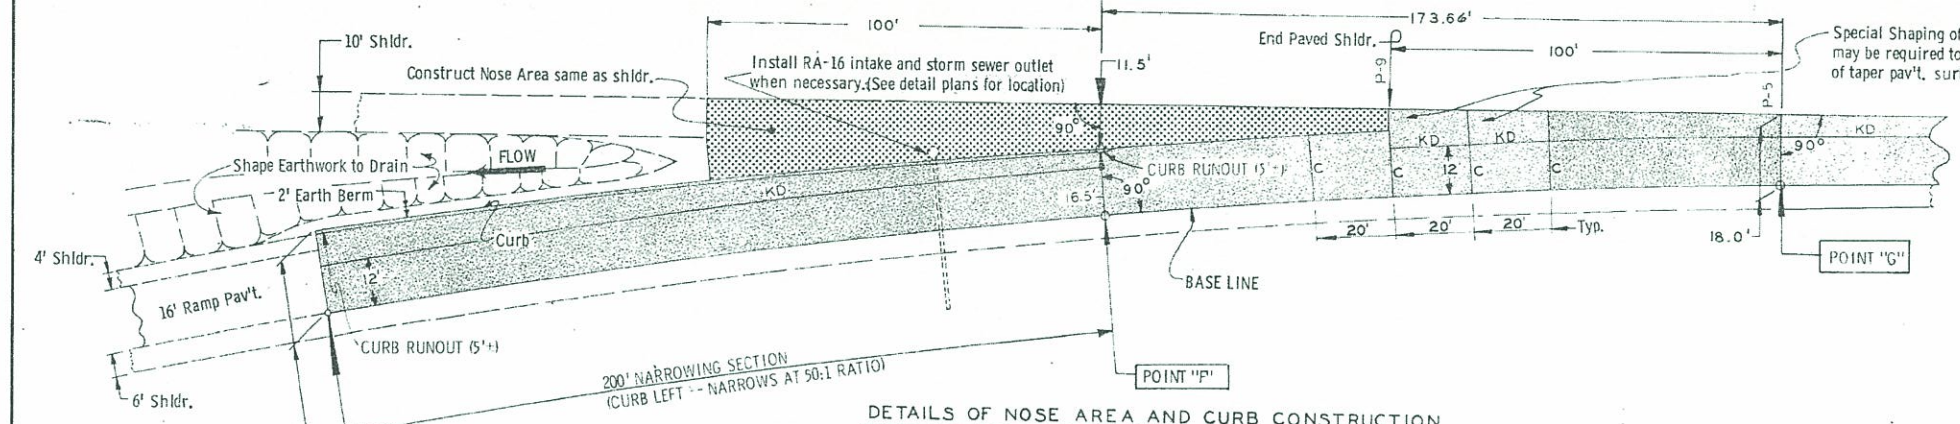 100'
173.66'
10' Shldr.
Construct Nose Area same as shldr.
Install RA-16 intake and storm sewer outlet
when necessary.(See detail plans for location)
11.5'
End Paved Shldr.
P-9
100'
Special Shaping of
may be required to
of taper pav't. sur
P-5
90°
KD
KD
KD
90°
Shape Earthwork to Drain
FLOW
CURB RUNOUT (5'±)
C
C
12'
C
C
2' Earth Berm
KD
90°
16.5'
Curb
20'
20'
20'
Typ.
18.0'
4' Shldr.
12'
POINT "G"
BASE LINE
16' Ramp Pav't.
CURB RUNOUT (5'±)
200' NARROWING SECTION
(CURB LEFT -- NARROWS AT 50:1 RATIO)
POINT "F"
6' Shldr.
DETAILS OF NOSE AREA AND CURB CONSTRUCTION